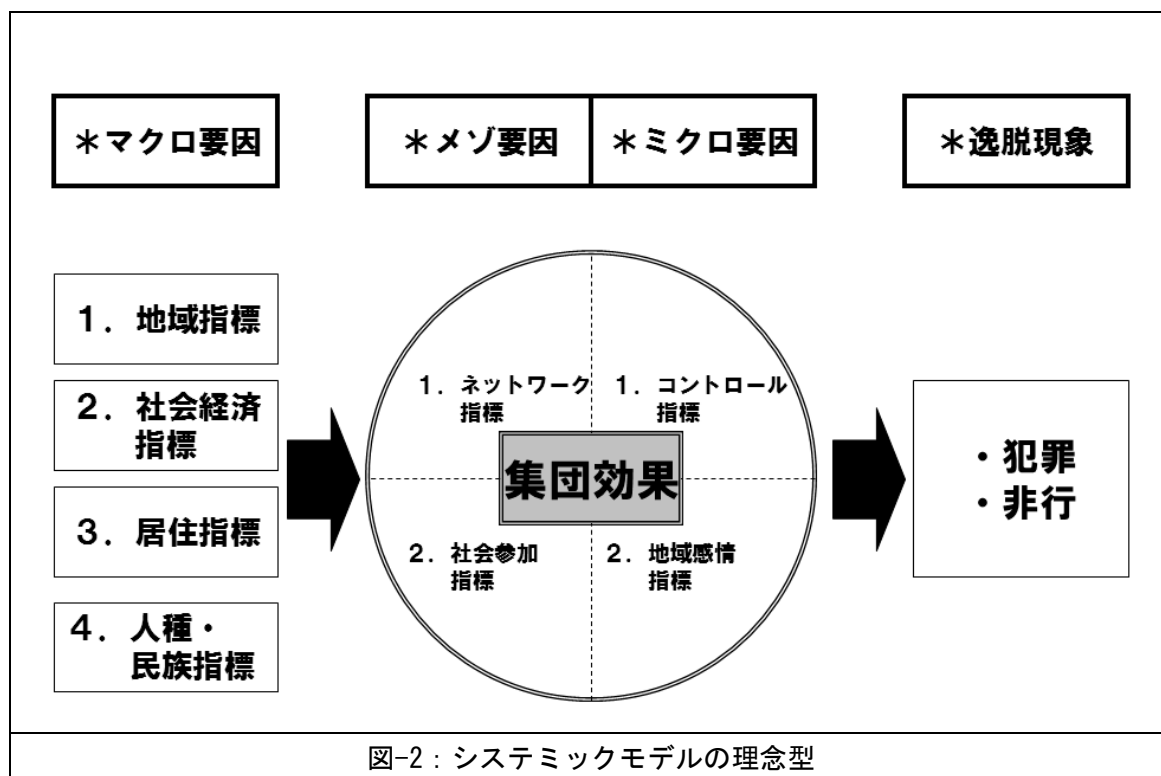 ＊マクロ要因
＊メゾ要因
＊ミクロ要因
＊逸脱現象
１．地域指標
２．社会経済
指標
３．居住指標
４．人種・
民族指標
１．ネットワーク
指標
１．コントロール
指標
集団効果
２．社会参加
指標
２．地域感情
指標
・犯罪
・非行
図-2：システミックモデルの理念型